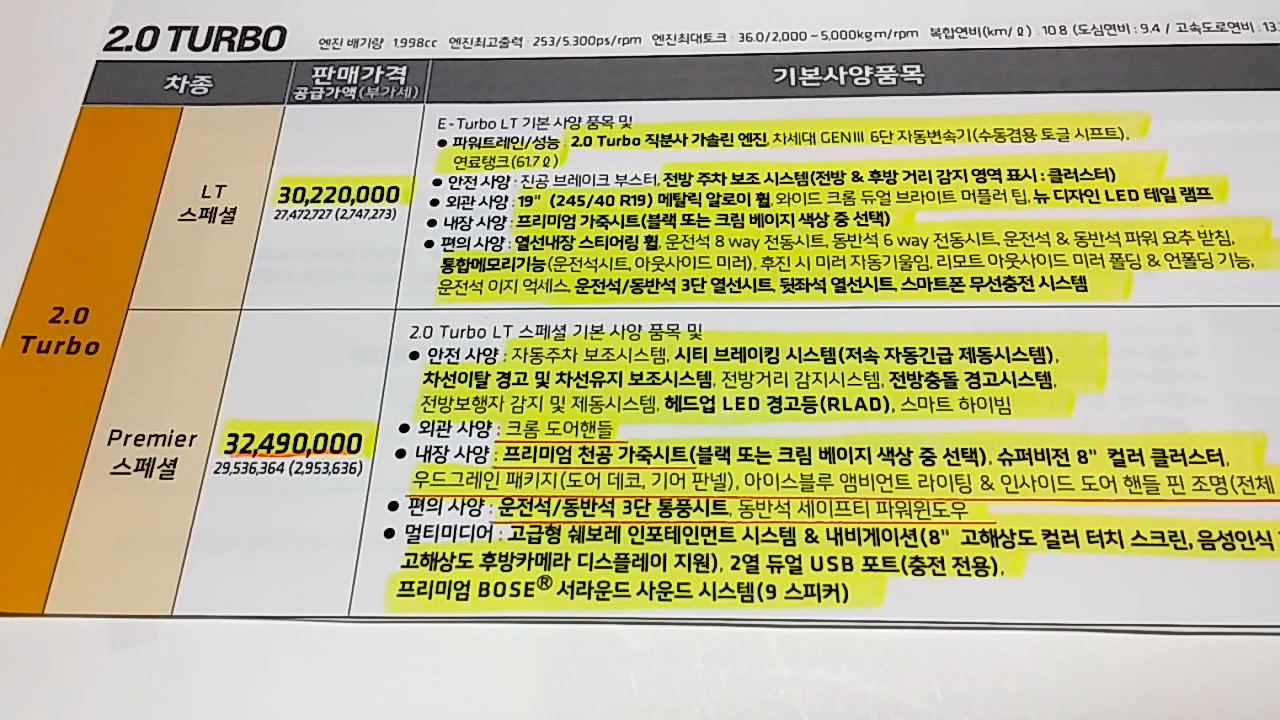 2.0 TURBO 엔진 배기량 : 1,998cc 엔진최고출력 : 253/5,300ps/rpm 엔진최대토크 : 36.0/2,000~5,000kg·m/rpm 복합연비(km/ℓ) : 10.8 (도심연비 : 9.4 / 고속도로연비 : 13.
차종 판매가격 기본사양품목
공급가액(부가세)
2.0 Turbo
LT 스페셜
30,220,000
27,472,727 (2,747,273)
E-Turbo LT 기본 사양 품목 및
● 파워트레인/성능 : 2.0 Turbo 직분사 가솔린 엔진, 차세대 GENIII 6단 자동변속기(수동겸용 토글 시프트),
연료탱크(61.7ℓ)
● 안전 사양 : 진공 브레이크 부스터, 전방 주차 보조 시스템(전방 & 후방 거리 감지 영역 표시 : 클러스터)
● 외관 사양 : 19" (245/40 R19) 메탈릭 알로이 휠, 와이드 크롬 듀얼 브라이트 머플러 팁, 뉴 디자인 LED 테일 램프
● 내장 사양 : 프리미엄 가죽시트(블랙 또는 크림 베이지 색상 중 선택)
● 편의 사양 : 열선내장 스티어링 휠, 운전석 8 way 전동시트, 동반석 6 way 전동시트, 운전석 & 동반석 파워 요추 받침,
통합메모리기능(운전석시트, 아웃사이드 미러), 후진 시 미러 자동기울임, 리모트 아웃사이드 미러 폴딩 & 언폴딩 기능,
운전석 이지 억세스, 운전석/동반석 3단 열선시트, 뒷좌석 열선시트, 스마트폰 무선충전 시스템
Premier 스페셜
32,490,000
29,536,364 (2,953,636)
2.0 Turbo LT 스페셜 기본 사양 품목 및
● 안전 사양 : 자동주차 보조시스템, 시티 브레이킹 시스템(저속 자동긴급 제동시스템),
차선이탈 경고 및 차선유지 보조시스템, 전방거리 감지시스템, 전방충돌 경고시스템,
전방보행자 감지 및 제동시스템, 헤드업 LED 경고등(RLAD), 스마트 하이빔
● 외관 사양 : 크롬 도어핸들
● 내장 사양 : 프리미엄 천공 가죽시트(블랙 또는 크림 베이지 색상 중 선택), 슈퍼비전 8" 컬러 클러스터,
우드그레인 패키지(도어 데코, 기어 판넬), 아이스블루 앰비언트 라이팅 & 인사이드 도어 핸들 핀 조명(전체
● 편의 사양 : 운전석/동반석 3단 통풍시트, 동반석 세이프티 파워윈도우
● 멀티미디어 : 고급형 쉐보레 인포테인먼트 시스템 & 내비게이션(8" 고해상도 컬러 터치 스크린, 음성인식
고해상도 후방카메라 디스플레이 지원), 2열 듀얼 USB 포트(충전 전용),
프리미엄 BOSE® 서라운드 사운드 시스템(9 스피커)